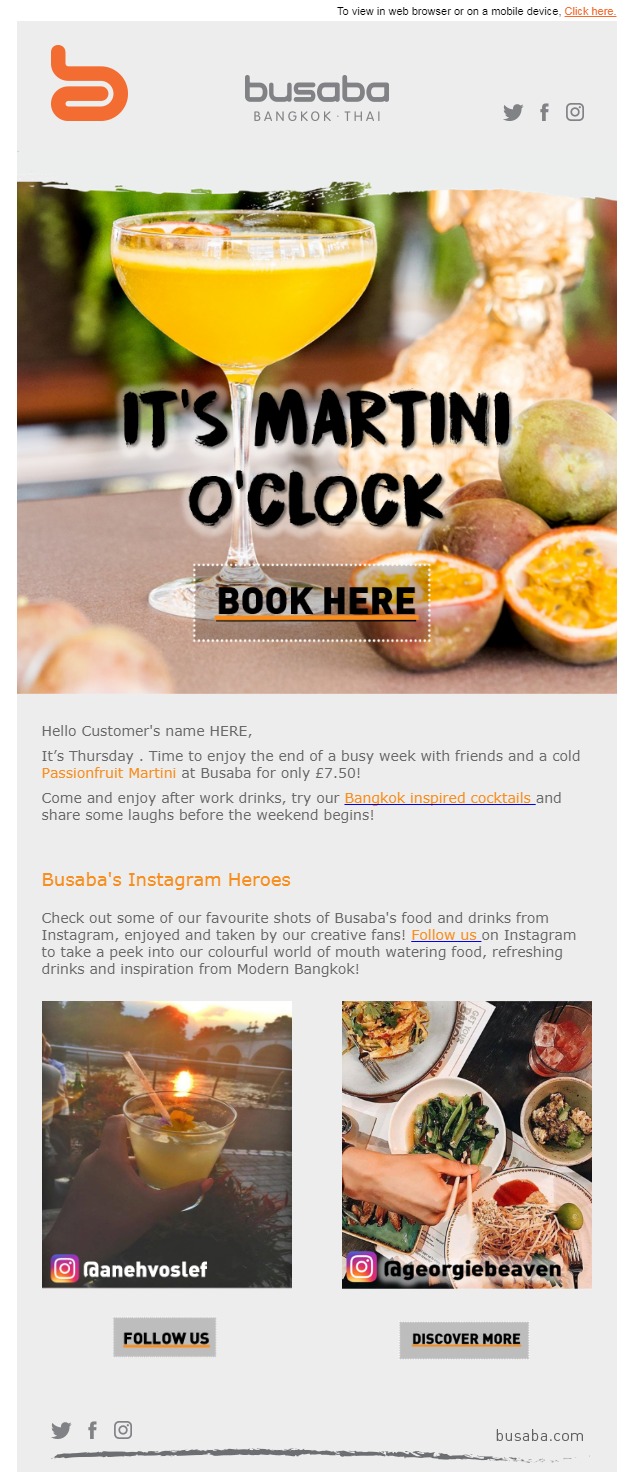 To view in web browser or on a mobile device, Click here.
busaba
BANGKOK · THAI
IT'S MARTINI
O'CLOCK
BOOK HERE
Hello Customer's name HERE,
It’s Thursday . Time to enjoy the end of a busy week with friends and a cold
Passionfruit Martini at Busaba for only £7.50!
Come and enjoy after work drinks, try our Bangkok inspired cocktails and
share some laughs before the weekend begins!
Busaba's Instagram Heroes
Check out some of our favourite shots of Busaba's food and drinks from
Instagram, enjoyed and taken by our creative fans! Follow us on Instagram
to take a peek into our colourful world of mouth watering food, refreshing
drinks and inspiration from Modern Bangkok!
@anehvoslef
@georgiebeaven
FOLLOW US
DISCOVER MORE
busaba.com